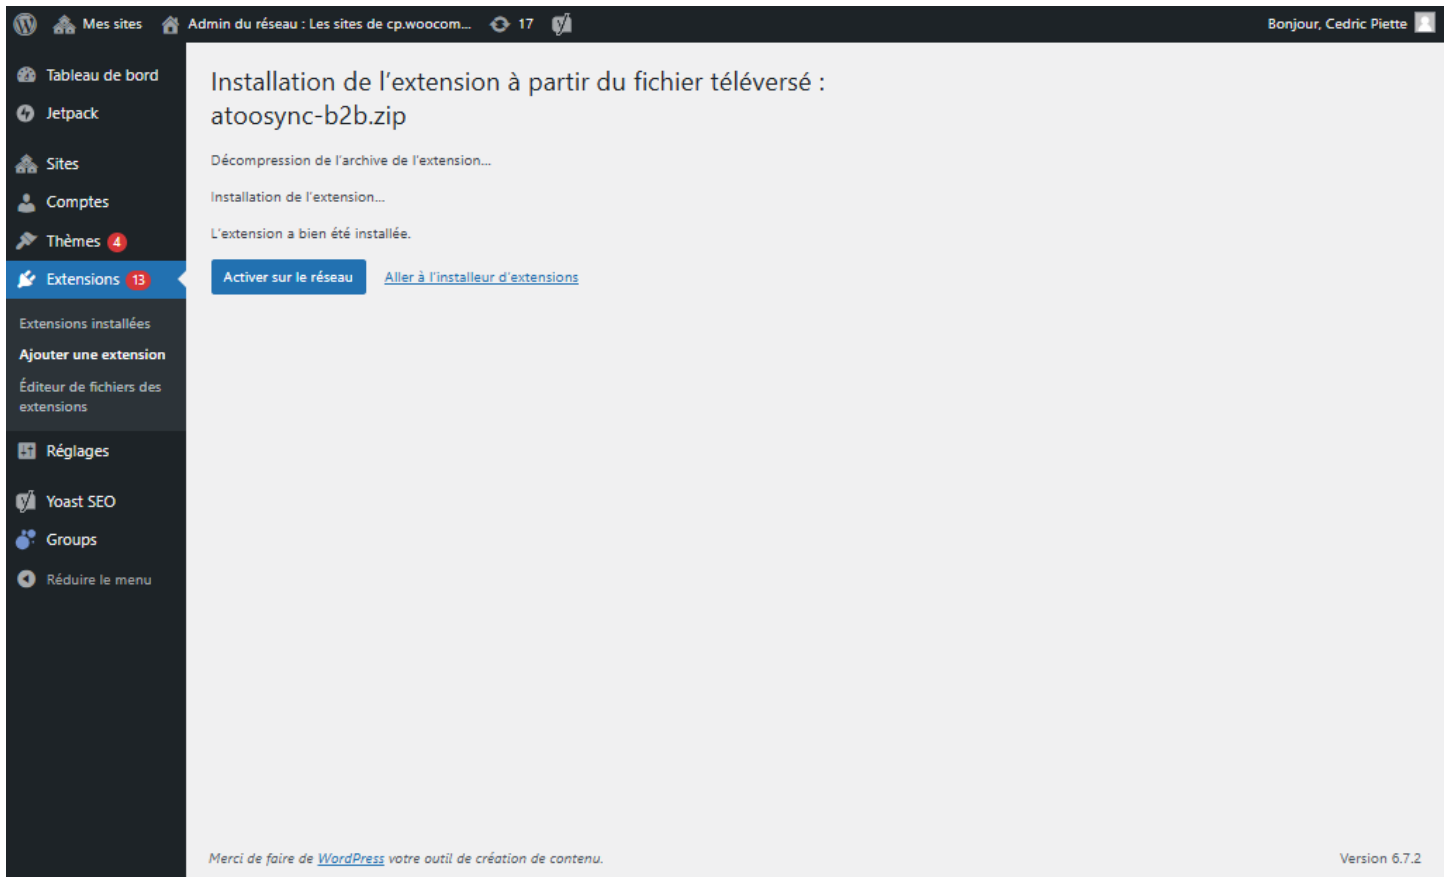 Mes sites
Admin du réseau : Les sites de cp.woocom...
17
Bonjour, Cedric Piette
Tableau de bord
Jetpack
Sites
Comptes
Thèmes 4
Extensions 13
Extensions installées
Ajouter une extension
Éditeur de fichiers des
extensions
Réglages
Yoast SEO
Groups
Réduire le menu
Installation de l’extension à partir du fichier téléversé :
atoosync-b2b.zip
Décompression de l’archive de l’extension...
Installation de l’extension...
L’extension a bien été installée.
Activer sur le réseau
Aller à l’installeur d’extensions
Merci de faire de WordPress votre outil de création de contenu.
Version 6.7.2